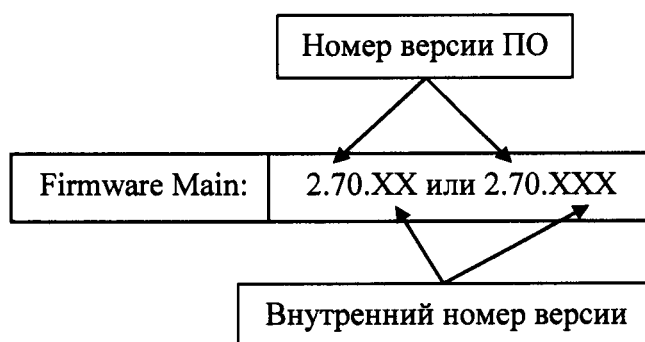 Номер версии ПО
Firmware Main: 2.70.XX или 2.70.XXX
Внутренний номер версии